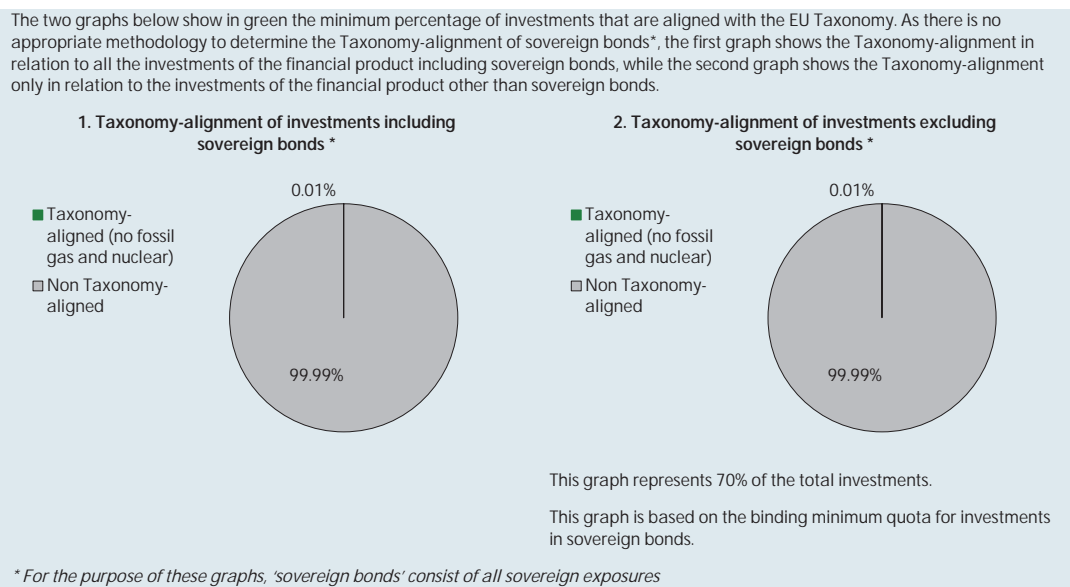 The two graphs below show in green the minimum percentage of investments that are aligned with the EU Taxonomy. As there is no
appropriate methodology to determine the Taxonomy-alignment of sovereign bonds*, the first graph shows the Taxonomy-alignment in
relation to all the investments of the financial product including sovereign bonds, while the second graph shows the Taxonomy-alignment
only in relation to the investments of the financial product other than sovereign bonds.
1. Taxonomy-alignment of investments including
sovereign bonds *
0.01%
Taxonomy-
aligned (no fossil
gas and nuclear)
Non Taxonomy-
aligned
99.99%
2. Taxonomy-alignment of investments excluding
sovereign bonds *
0.01%
Taxonomy-
aligned (no fossil
gas and nuclear)
Non Taxonomy-
aligned
99.99%
This graph represents 70% of the total investments.
This graph is based on the binding minimum quota for investments
in sovereign bonds.
* For the purpose of these graphs, ‘sovereign bonds’ consist of all sovereign exposures